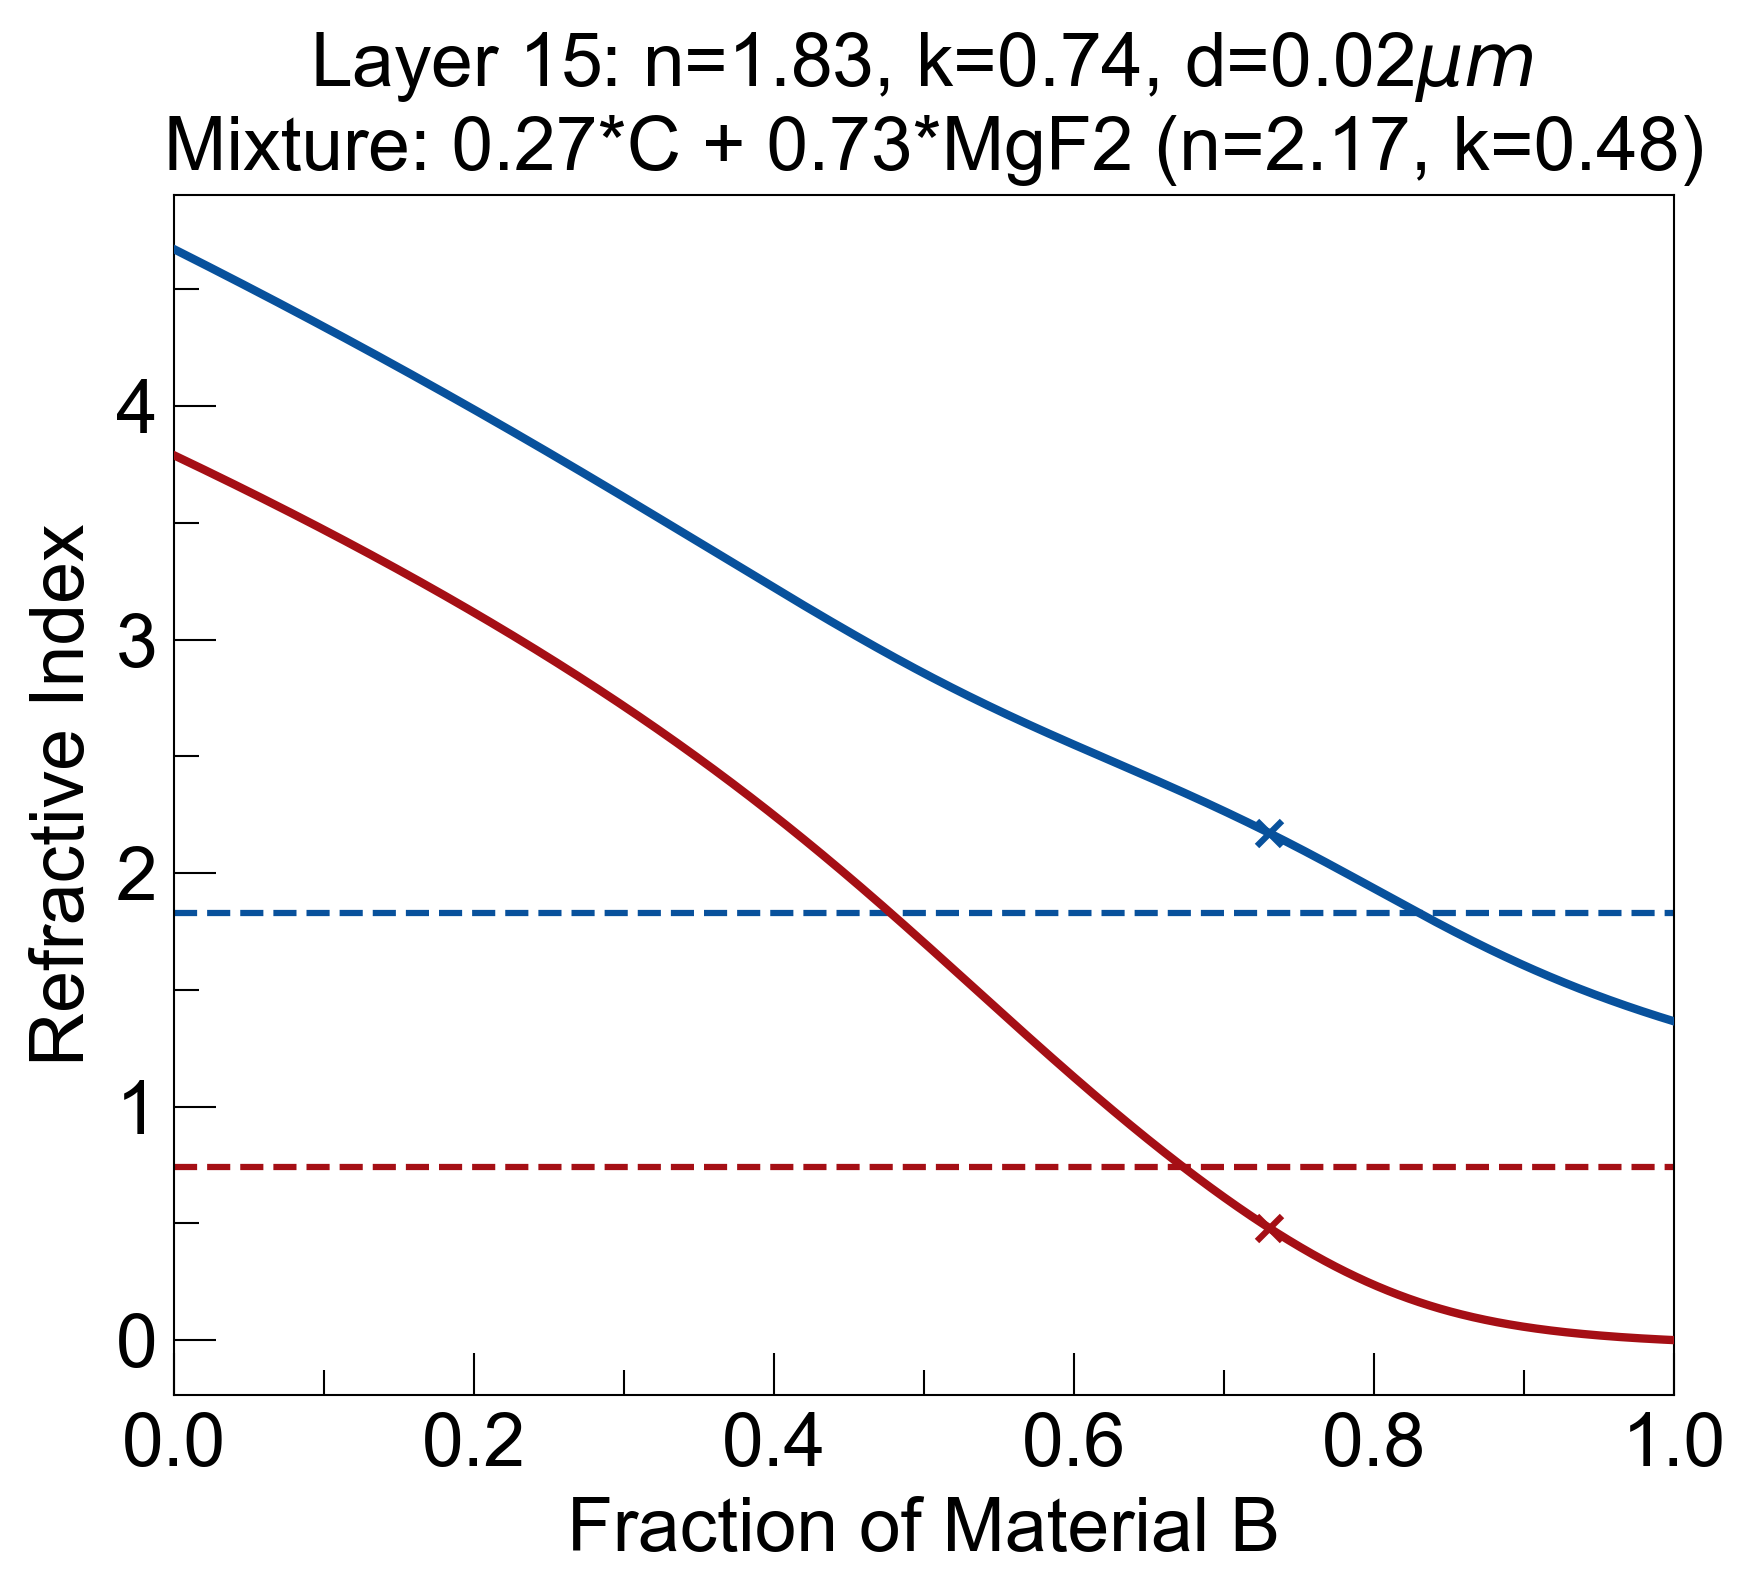 Layer 15: n=1.83, k=0.74, d=0.02μm
Mixture: 0.27*C + 0.73*MgF2 (n=2.17, k=0.48)
Refractive Index
4
3
2
1
0
0.0 0.2 0.4 0.6 0.8 1.0
Fraction of Material B